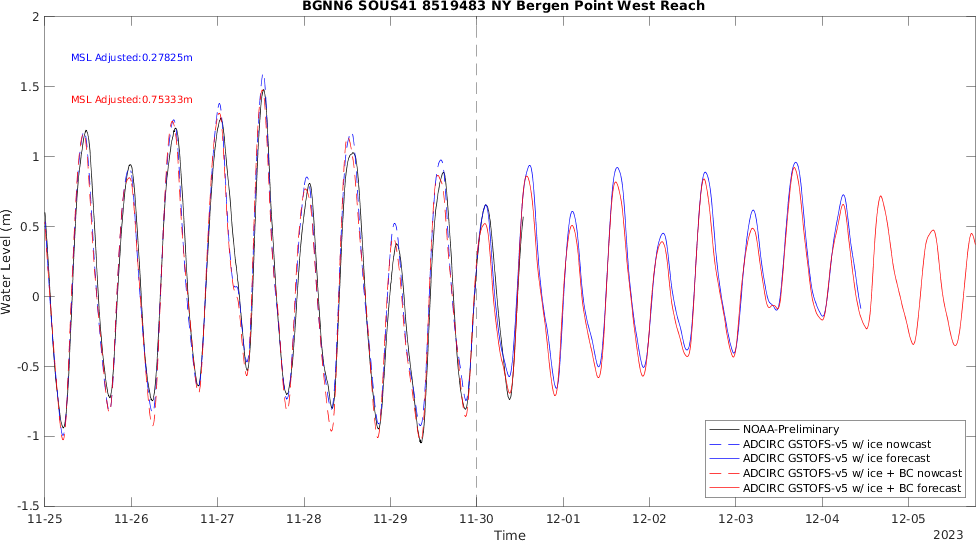 BGNN6 SOUS41 8519483 NY Bergen Point West Reach
2
MSL Adjusted:0.27825m
1.5
MSL Adjusted:0.75333m
1
0.5
Water Level (m)
0
-0.5
-1
NOAA-Preliminary
ADCIRC GSTOFS-v5 w/ ice nowcast
ADCIRC GSTOFS-v5 w/ ice forecast
ADCIRC GSTOFS-v5 w/ ice + BC nowcast
ADCIRC GSTOFS-v5 w/ ice + BC forecast
-1.5
11-25 11-26 11-27 11-28 11-29 11-30 12-01 12-02 12-03 12-04 12-05
Time
2023